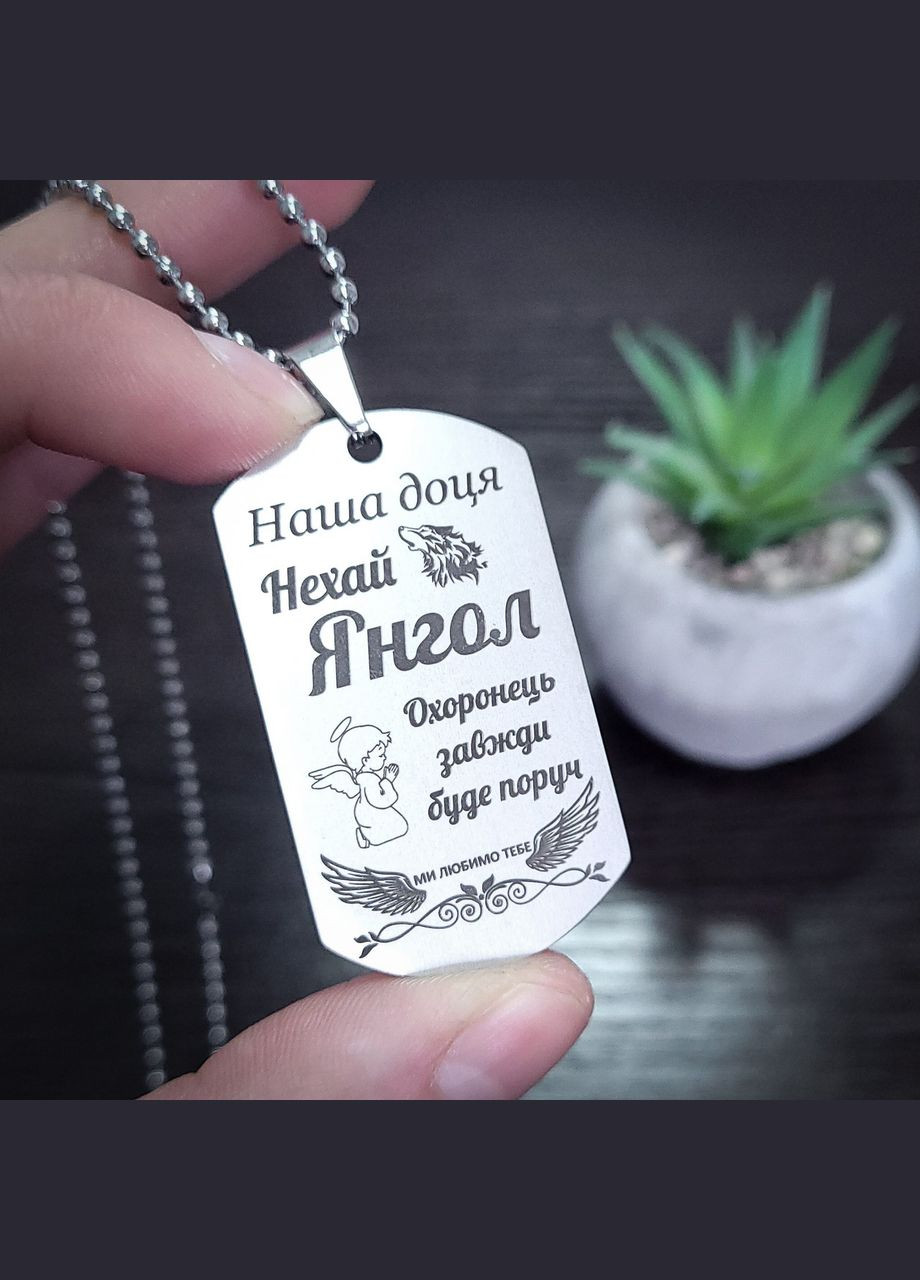 Наша доця
Нехай
Янгол
Охоронець
завжди
буде поруч
МИ ЛЮБИМО ТЕБЕ